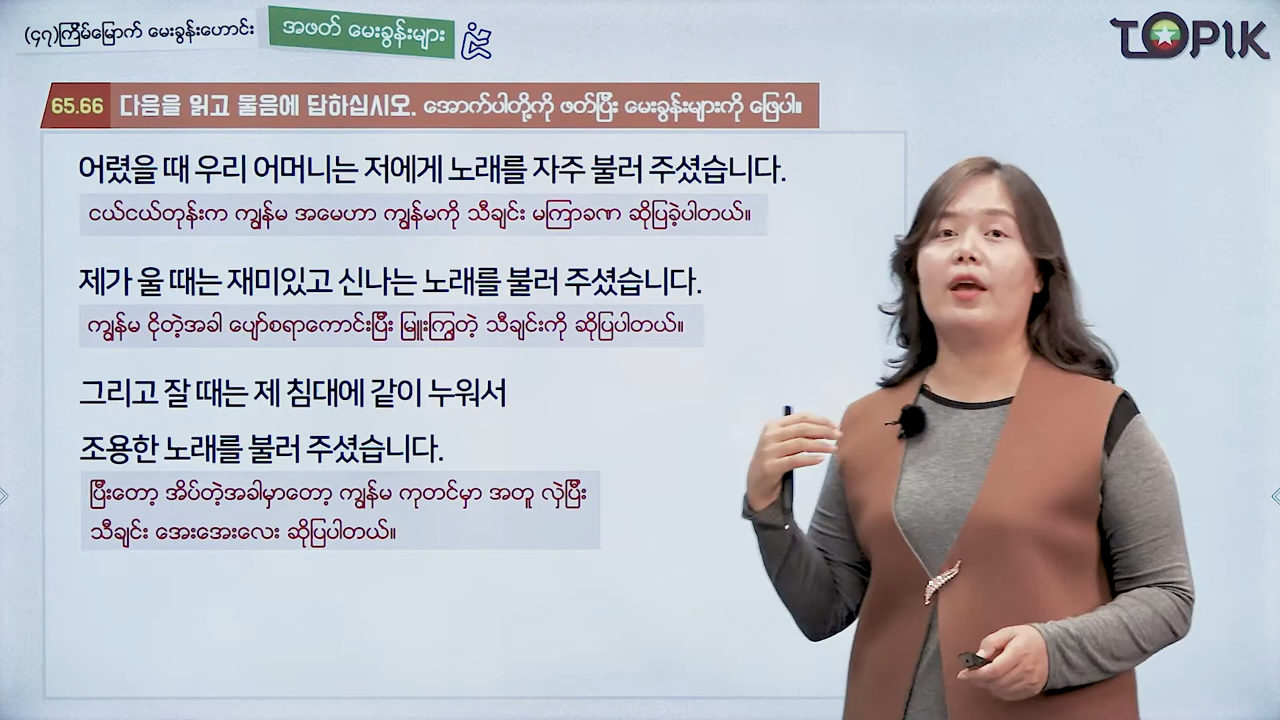 (၄၇)ကြိမ်မြောက် မေးခွန်းဟောင်း
အဖတ် မေးခွန်းများ
TOPIK
65.66 다음을 읽고 물음에 답하십시오. အောက်ပါတို့ကို ဖတ်ပြီး မေးခွန်းများကို ဖြေပါ။
어렸을 때 우리 어머니는 저에게 노래를 자주 불러 주셨습니다.
ငယ်ငယ်တုန်းက ကျွန်မ အမေဟာ ကျွန်မကို သီချင်း မကြာခဏ ဆိုပြခဲ့ပါတယ်။
제가 울 때는 재미있고 신나는 노래를 불러 주셨습니다.
ကျွန်မ ငိုတဲ့အခါ ပျော်စရာကောင်းပြီး မြူးကြွတဲ့ သီချင်းကို ဆိုပြပါတယ်။
그리고 잘 때는 제 침대에 같이 누워서
조용한 노래를 불러 주셨습니다.
ပြီးတော့ အိပ်တဲ့အခါမှာတော့ ကျွန်မ ကုတင်မှာ အတူ လှဲပြီး
သီချင်း အေးအေးလေး ဆိုပြပါတယ်။